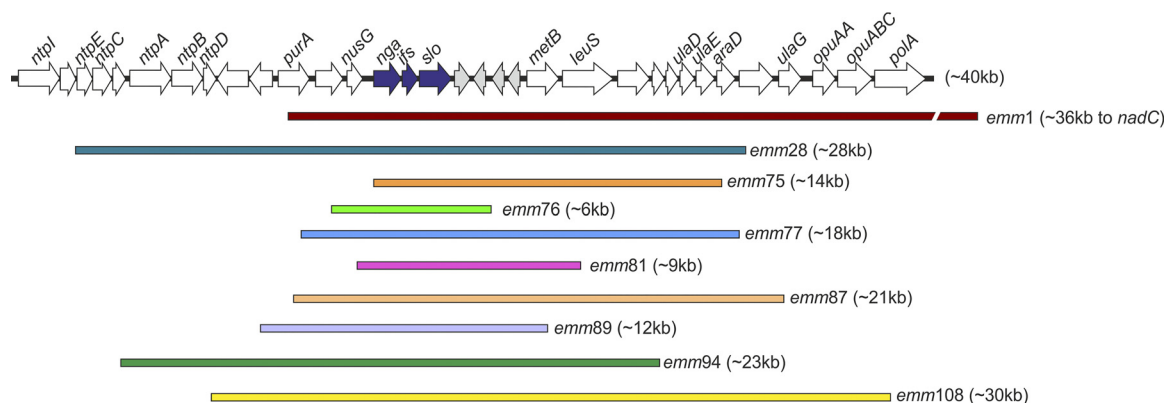 ntpI ntpE ntpC ntpA ntpB ntpD purA nusG nga ifs slo metB leuS ulaD ulaE araD ulaG opuAA opuABC polA
(~40kb)
emm1 (~36kb to nadC)
emm28 (~28kb)
emm75 (~14kb)
emm76 (~6kb)
emm77 (~18kb)
emm81 (~9kb)
emm87 (~21kb)
emm89 (~12kb)
emm94 (~23kb)
emm108 (~30kb)